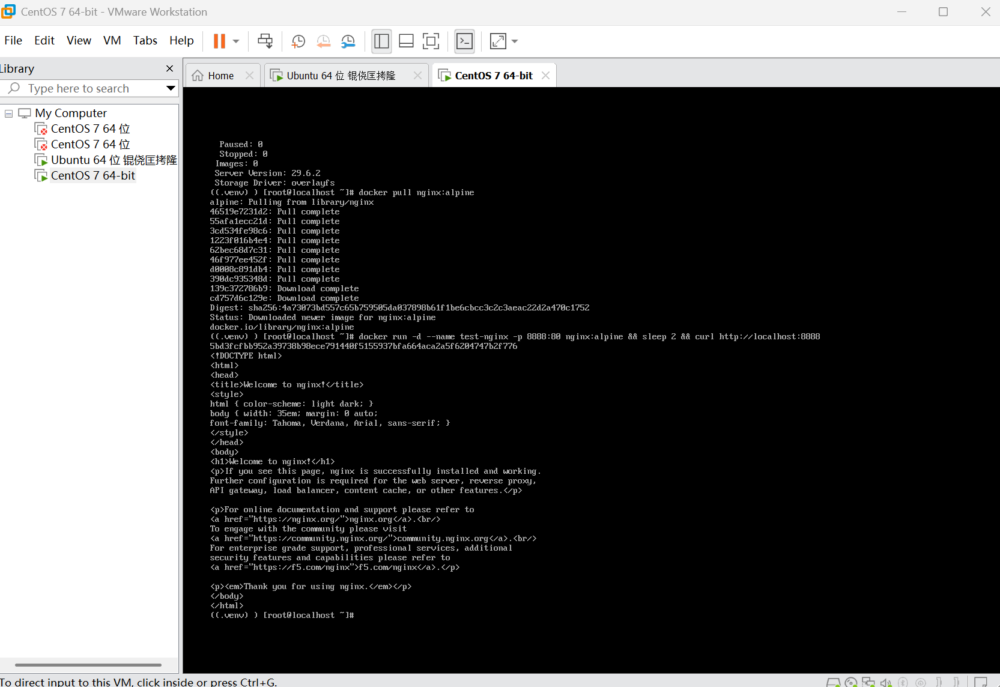 CentOS 7 64-bit - VMware Workstation
File Edit View VM Tabs Help
Library
Type here to search
My Computer
CentOS 7 64 位
CentOS 7 64 位
Ubuntu 64 位 锟侥匡拷隆
CentOS 7 64-bit
Home
Ubuntu 64 位 锟侥匡拷隆
CentOS 7 64-bit
Paused: 0
Stopped: 0
Images: 0
Server Version: 29.6.2
Storage Driver: overlayfs
((.venv) ) [root@localhost ~]# docker pull nginx:alpine
alpine: Pulling from library/nginx
46519e7231d2: Pull complete
55afa1ecc21d: Pull complete
3cd534fe98c6: Pull complete
1223f016b4e4: Pull complete
62bec68d7c31: Pull complete
46f977ee452f: Pull complete
d0008c891db4: Pull complete
390dc935348d: Pull complete
139c372786b9: Download complete
cd757d6c129e: Download complete
Digest: sha256:4a73073bd557c65b759505da037898b61f1be6cbcc3c2c3aeac22d2a470c1752
Status: Downloaded newer image for nginx:alpine
docker.io/library/nginx:alpine
((.venv) ) [root@localhost ~]# docker run -d --name test-nginx -p 8888:80 nginx:alpine && sleep 2 && curl http://localhost:8888
5bd3fcfbb952a39738b98ece791440f5155937bfa664aca2a5f6204747b2f776
<!DOCTYPE html>
<html>
<head>
<title>Welcome to nginx!</title>
<style>
html { color-scheme: light dark; }
body { width: 35em; margin: 0 auto;
font-family: Tahoma, Verdana, Arial, sans-serif; }
</style>
</head>
<body>
<h1>Welcome to nginx!</h1>
<p>If you see this page, nginx is successfully installed and working.
Further configuration is required for the web server, reverse proxy,
API gateway, load balancer, content cache, or other features.</p>
<p>For online documentation and support please refer to
<a href="https://nginx.org/">nginx.org</a>.<br/>
To engage with the community please visit
<a href="https://community.nginx.org/">community.nginx.org</a>.<br/>
For enterprise grade support, professional services, additional
security features and capabilities please refer to
<a href="https://f5.com/nginx">f5.com/nginx</a>.</p>
<p><em>Thank you for using nginx.</em></p>
</body>
</html>
((.venv) ) [root@localhost ~]#
To direct input to this VM, click inside or press Ctrl+G.